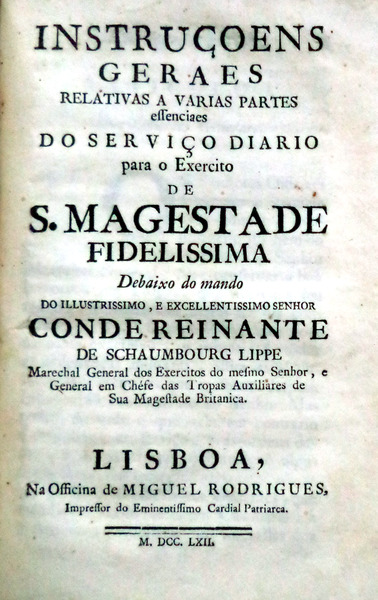 INSTRUÇOENS
GERAES
RELATIVAS A VARIAS PARTES
eſſenciaes
DO SERVIÇO DIARIO
para o Exercito
DE
S. MAGESTADE
FIDELISSIMA
Debaixo do mando
DO ILLUSTRISSIMO, E EXCELLENTISSIMO SENHOR
CONDE REINANTE
DE SCHAUMBOURG LIPPE
Marechal General dos Exercitos do meſmo Senhor, e
General em Chéfe das Tropas Auxiliáres de
Sua Mageſtade Britanica.
LISBOA,
Na Officina de MIGUEL RODRIGUES,
Impreſſor do Eminentiſſimo Cardial Patriarca.
M. DCC. LXII.